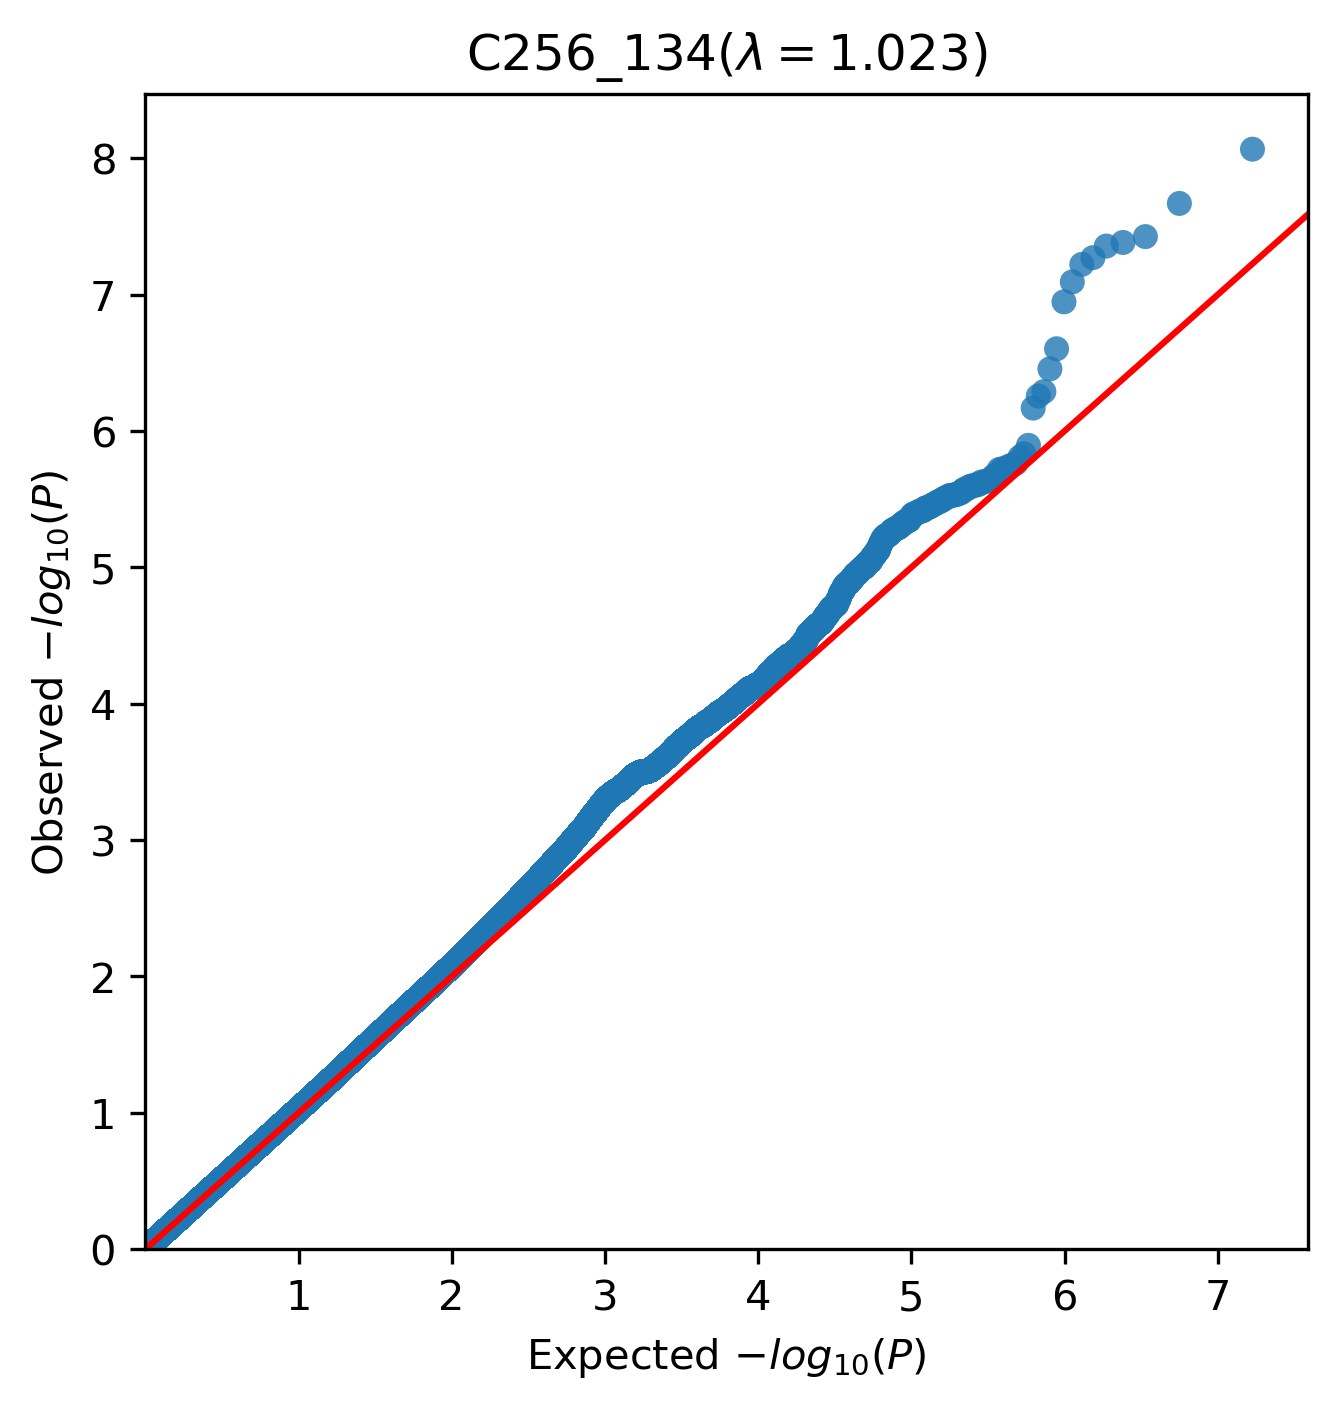 C256_134(λ = 1.023)
8
7
6
5
4
3
2
1
0
Observed −log₁₀(P)
1 2 3 4 5 6 7
Expected −log₁₀(P)